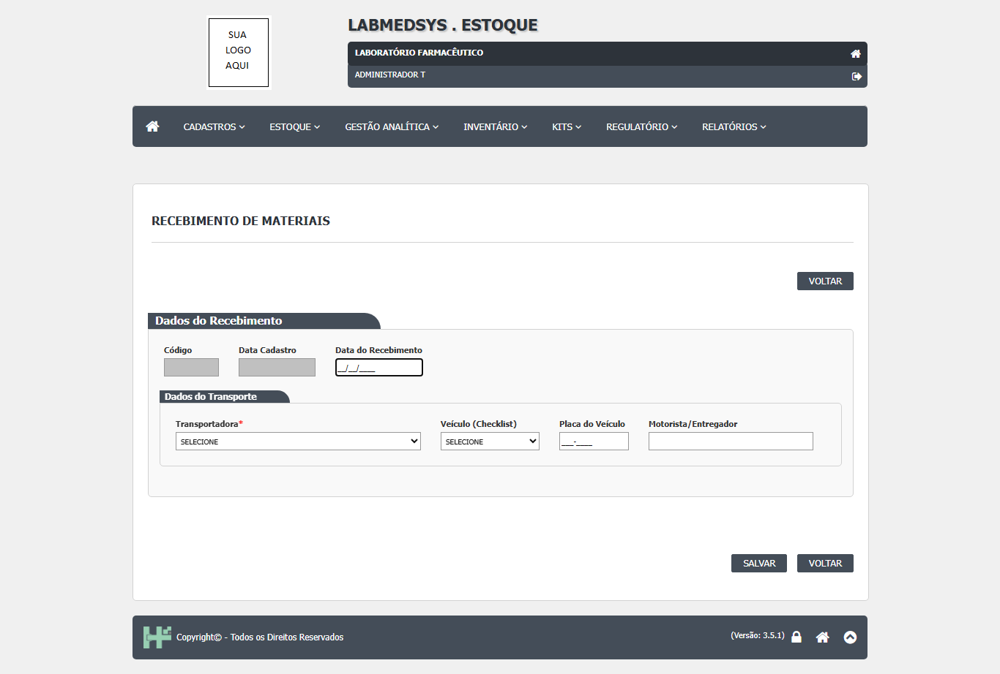 SUA
LOGO
AQUI
LABMEDSYS . ESTOQUE
LABORATÓRIO FARMACÊUTICO
ADMINISTRADOR T
CADASTROS ESTOQUE GESTÃO ANALÍTICA INVENTÁRIO KITS REGULATÓRIO RELATÓRIOS
RECEBIMENTO DE MATERIAIS
VOLTAR
Dados do Recebimento
Código Data Cadastro Data do Recebimento
__/__/____
Dados do Transporte
Transportadora* Veículo (Checklist) Placa do Veículo Motorista/Entregador
SELECIONE SELECIONE ___-____
SALVAR VOLTAR
Copyright© - Todos os Direitos Reservados (Versão: 3.5.1)